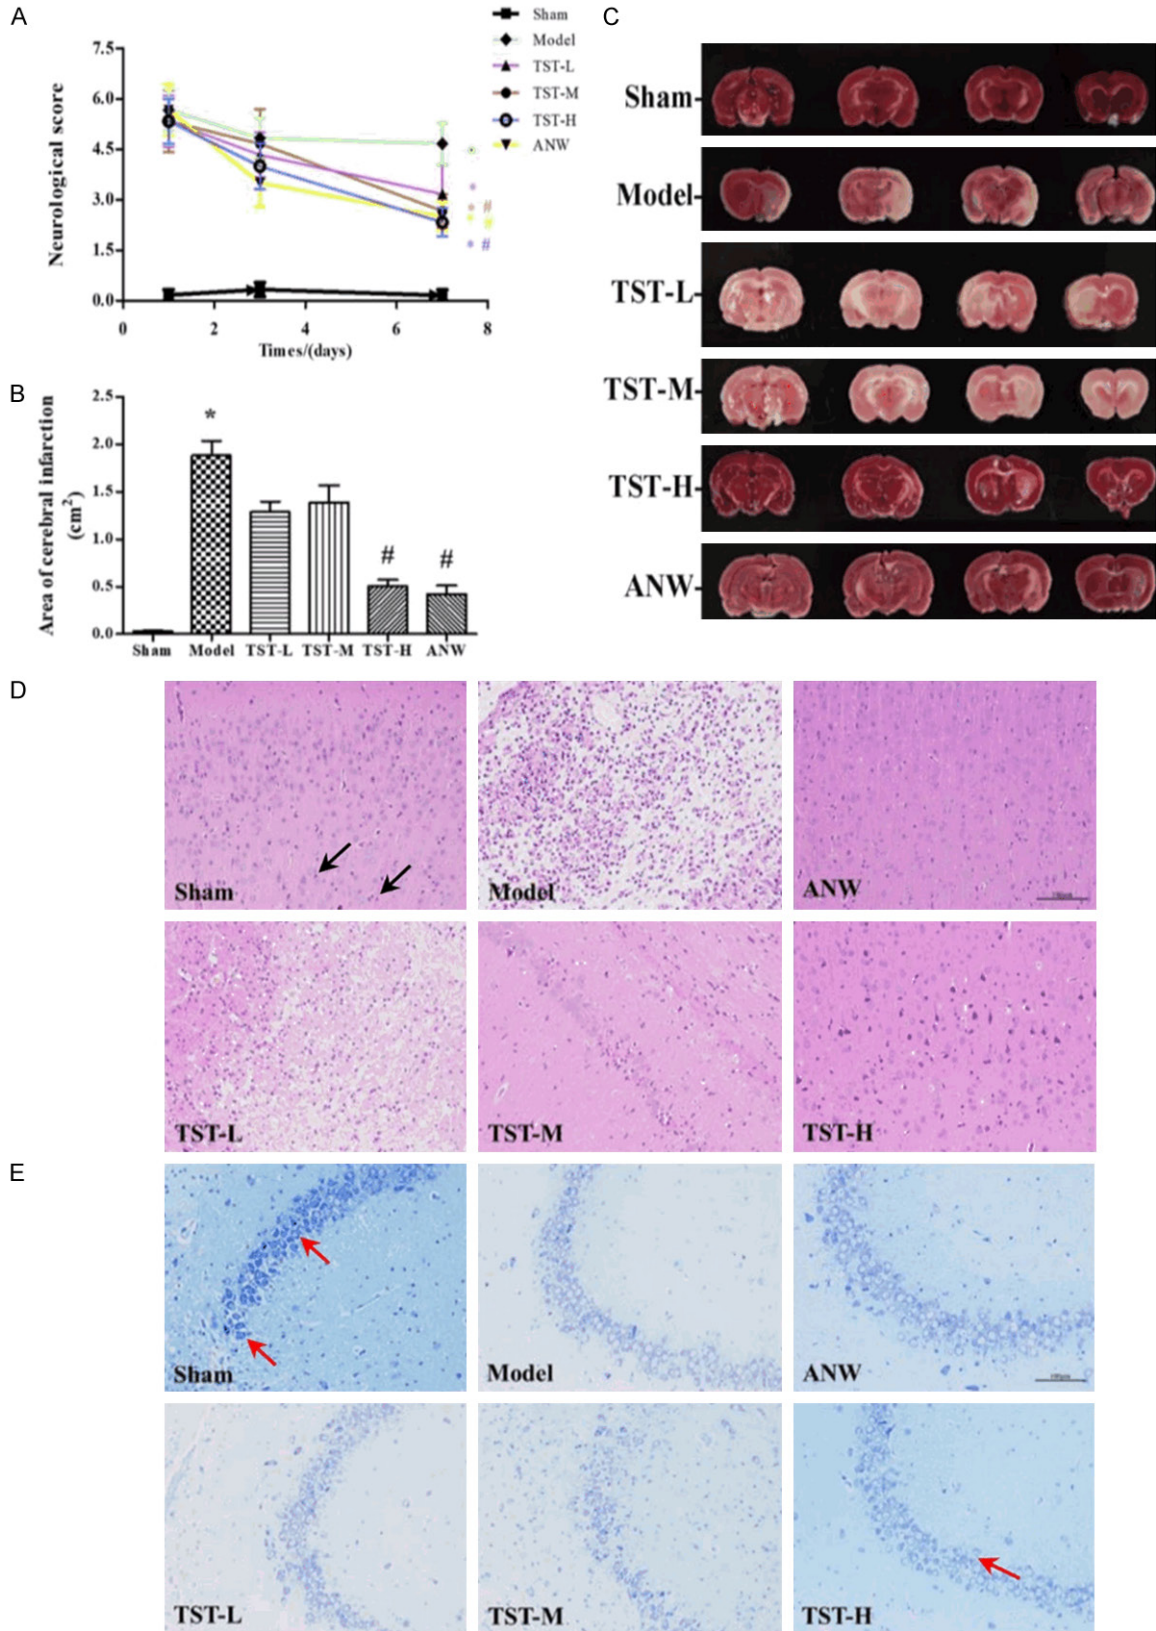 A
Neurological score
7.5
6.0
4.5
3.0
1.5
0.0
0
2
4
6
8
Times/(days)
Sham
Model
TST-L
TST-M
TST-H
ANW
*
*
* #
* #
* #
B
Area of cerebral infarction
(cm2)
2.5
2.0
1.5
1.0
0.5
0.0
*
#
#
Sham
Model
TST-L
TST-M
TST-H
ANW
C
Sham
Model
TST-L
TST-M
TST-H
ANW
D
Sham
Model
ANW
TST-L
TST-M
TST-H
E
Sham
Model
ANW
TST-L
TST-M
TST-H